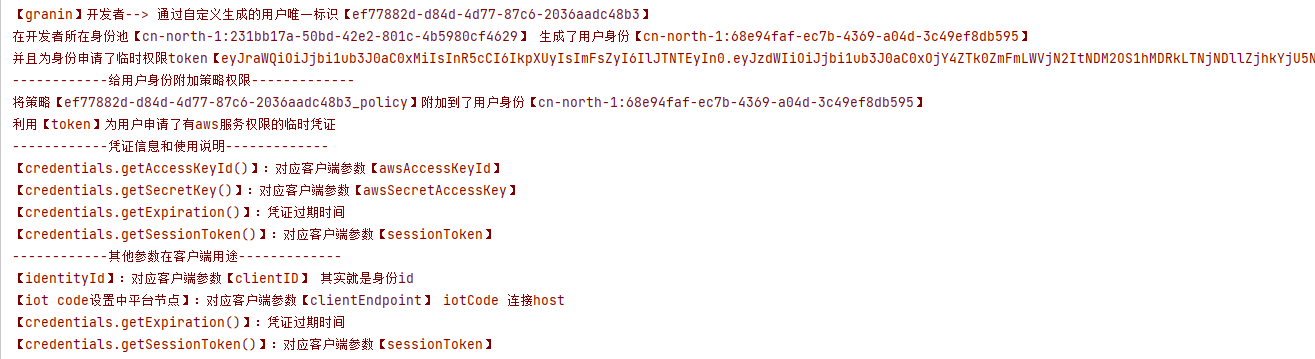 【granin】开发者--> 通过自定义生成的用户唯一标识【ef77882d-d84d-4d77-87c6-2036aadc48b3】
在开发者所在身份池【cn-north-1:231bb17a-50bd-42e2-801c-4b5980cf4629】 生成了用户身份【cn-north-1:68e94faf-ec7b-4369-a04d-3c49ef8db595】
并且为身份申请了临时权限token【eyJraWQiOiJjbi1ub3J0aC0xMiIsInR5cCI6IkpXUyIsImFsZyI6IlJTNTEyIn0.eyJzdWIiOiJjbi1ub3J0aC0xOjY4ZTk0ZmFmLWVjN2ItNDM2OS1hMDRkLTNjNDllZjhkYjU5N
------------给用户身份附加策略权限-------------
将策略【ef77882d-d84d-4d77-87c6-2036aadc48b3_policy】附加到了用户身份【cn-north-1:68e94faf-ec7b-4369-a04d-3c49ef8db595】
利用【token】为用户申请了有aws服务权限的临时凭证
------------凭证信息和使用说明-------------
【credentials.getAccessKeyId()】：对应客户端参数【awsAccessKeyId】
【credentials.getSecretKey()】：对应客户端参数【awsSecretAccessKey】
【credentials.getExpiration()】：凭证过期时间
【credentials.getSessionToken()】：对应客户端参数【sessionToken】
------------其他参数在客户端用途-------------
【identityId】：对应客户端参数【clientID】 其实就是身份id
【iot code设置中平台节点】：对应客户端参数【clientEndpoint】 iotCode 连接host
【credentials.getExpiration()】：凭证过期时间
【credentials.getSessionToken()】：对应客户端参数【sessionToken】